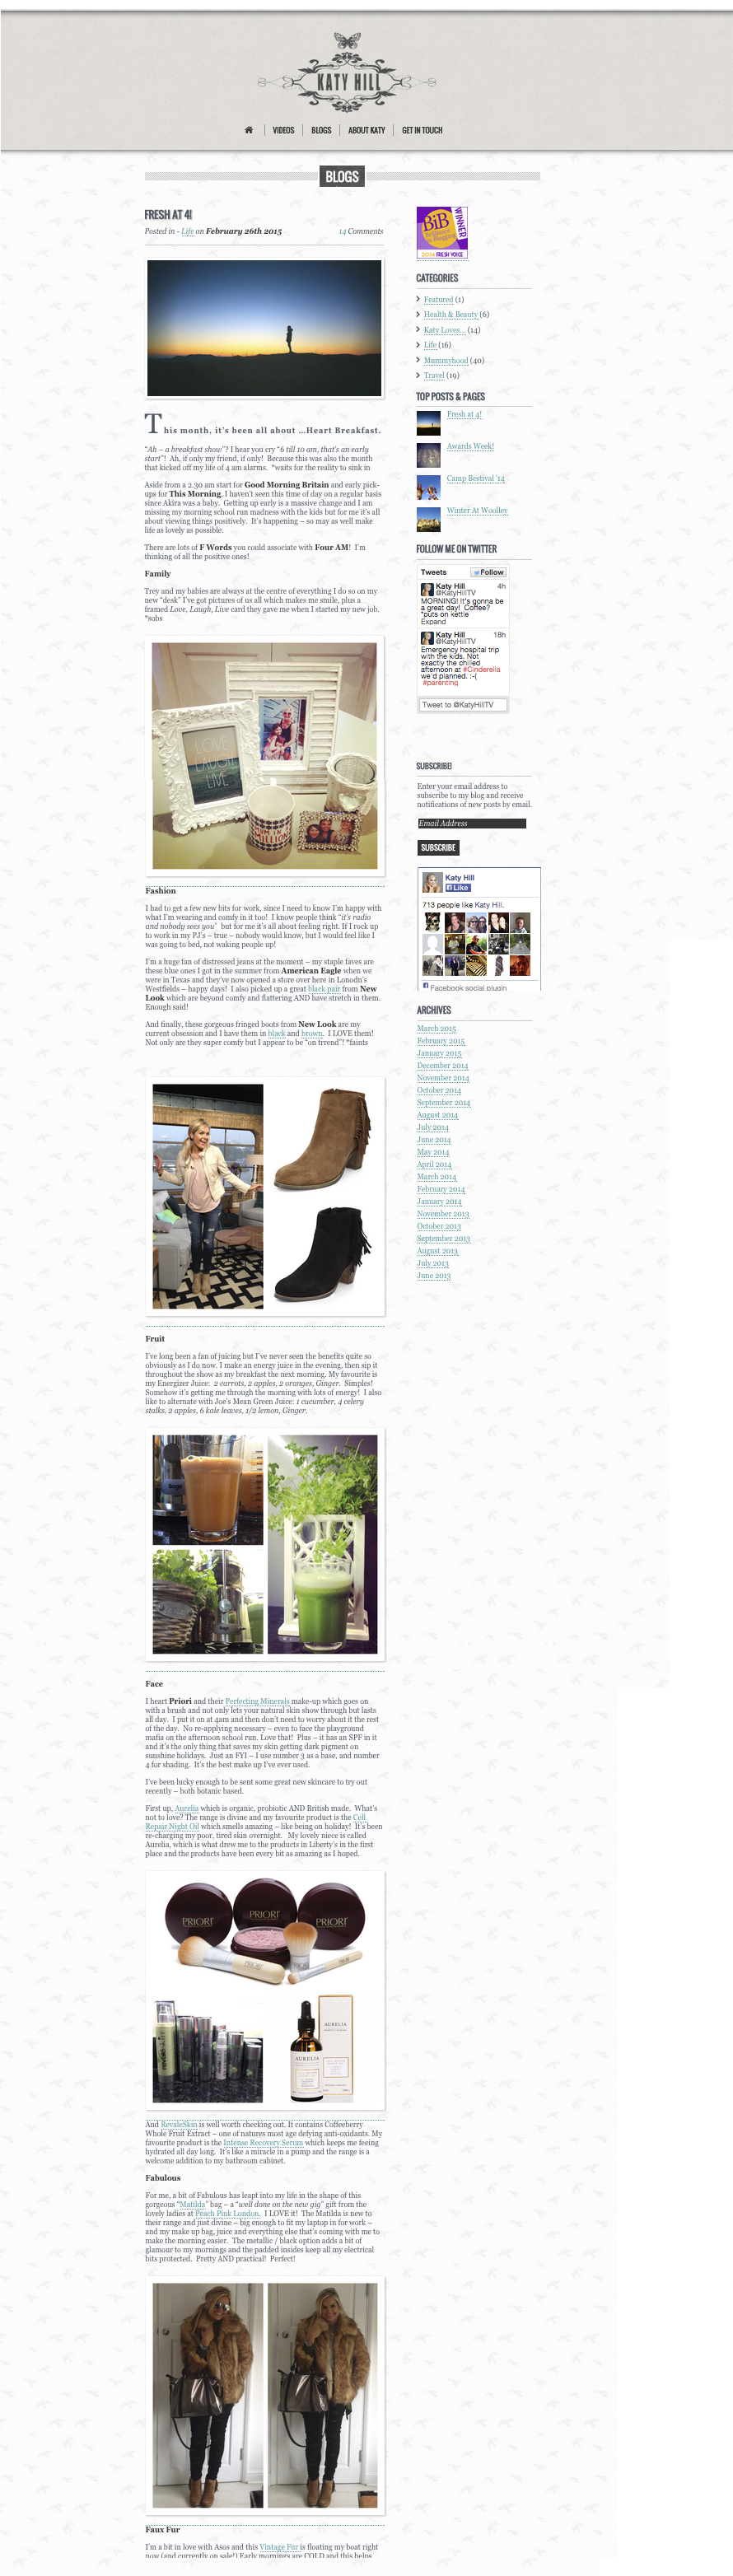 KATY HILL
VIDEOS
BLOGS
ABOUT KATY
GET IN TOUCH
BLOGS
FRESH AT 4!
Posted in - Life on February 26th 2015
14 Comments
This month, it's been all about …Heart Breakfast.
“Ah – a breakfast show”? I hear you cry “6 till 10 am, that's an early
start”! Ah, if only my friend, if only! Because this was also the month
that kicked off my life of 4 am alarms. *waits for the reality to sink in
Aside from a 2.30 am start for Good Morning Britain and early pick-
ups for This Morning, I haven't seen this time of day on a regular basis
since Akira was a baby. Getting up early is a massive change and I am
missing my morning school run madness with the kids but for me it's all
about viewing things positively. It's happening – so may as well make
life as lovely as possible.
There are lots of F Words you could associate with Four AM! I'm
thinking of all the positive ones!
Family
Trey and my babies are always at the centre of everything I do so on my
new “desk” I've got pictures of us all which makes me smile, plus a
framed Love, Laugh, Live card they gave me when I started my new job.
*sobs
LOVE
LAUGH
LIVE
Fashion
I had to get a few new bits for work, since I need to know I'm happy with
what I'm wearing and comfy in it too! I know people think “it's radio
and nobody sees you” but for me it's all about feeling right. If I rock up
to work in my PJ's – true – nobody would know, but I would feel like I
was going to bed, not waking people up!
I'm a huge fan of distressed jeans at the moment – my staple faves are
these blue ones I got in the summer from American Eagle when we
were in Texas and they've now opened a store over here in Lonodn's
Westfields – happy days! I also picked up a great black pair from New
Look which are beyond comfy and flattering AND have stretch in them.
Enough said!
And finally, these gorgeous fringed boots from New Look are my
current obsession and I have them in black and brown. I LOVE them!
Not only are they super comfy but I appear to be “on trrend”! *faints
Fruit
I've long been a fan of juicing but I've never seen the benefits quite so
obviously as I do now. I make an energy juice in the evening, then sip it
throughout the show as my breakfast the next morning. My favourite is
my Energizer Juice: 2 carrots, 2 apples, 2 oranges, Ginger. Simples!
Somehow it's getting me through the morning with lots of energy! I also
like to alternate with Joe's Mean Green Juice: 1 cucumber, 4 celery
stalks, 2 apples, 6 kale leaves, 1/2 lemon, Ginger.
Face
I heart Priori and their Perfecting Minerals make-up which goes on
with a brush and not only lets your natural skin show through but lasts
all day. I put it on at 4am and then don't need to worry about it the rest
of the day. No re-applying necessary – even to face the playground
mafia on the afternoon school run. Love that! Plus – it has an SPF in it
and it's the only thing that saves my skin getting dark pigment on
sunshine holidays. Just an FYI – I use number 3 as a base, and number
4 for shading. It's the best make up I've ever used.
I've been lucky enough to be sent some great new skincare to try out
recently – both botanic based.
First up, Aurelia which is organic, probiotic AND British made. What's
not to love? The range is divine and my favourite product is the Cell
Repair Night Oil which smells amazing – like being on holiday! It's been
re-charging my poor, tired skin overnight. My lovely niece is called
Aurelia, which is what drew me to the products in Liberty's in the first
place and the products have been every bit as amazing as I hoped.
PRIORI
PRIORI
PRIORI
AURELIA
AURELIA
And RevaleSkin is well worth checking out. It contains Coffeeberry
Whole Fruit Extract – one of natures most age defying anti-oxidants. My
favourite product is the Intense Recovery Serum which keeps me feeing
hydrated all day long. It's like a miracle in a pump and the range is a
welcome addition to my bathroom cabinet.
Fabulous
For me, a bit of Fabulous has leapt into my life in the shape of this
gorgeous “Matilda” bag – a “well done on the new gig” gift from the
lovely ladies at Peach Pink London. I LOVE it! The Matilda is new to
their range and just divine – big enough to fit my laptop in for work –
and my make up bag, juice and everything else that's coming with me to
make the morning easier. The metallic / black option adds a bit of
glamour to my mornings and the padded insides keep all my electrical
bits protected. Pretty AND practical! Perfect!
Faux Fur
I'm a bit in love with Asos and this Vintage Fur is floating my boat right
now (and currently on sale!) Early mornings are COLD and this helps
BiB
WINNER
2014 FRESH VOICE
CATEGORIES
Featured (1)
Health & Beauty (6)
Katy Loves... (14)
Life (16)
Mummyhood (40)
Travel (19)
TOP POSTS & PAGES
Fresh at 4!
Awards Week!
Camp Bestival '14
Winter At Woolley
FOLLOW ME ON TWITTER
Tweets
Follow
Katy Hill 4h
@KatyHillTV
MORNING! It's gonna be
a great day! Coffee?
*puts on kettle
Expand
Katy Hill 18h
@KatyHillTV
Emergency hospital trip
with the kids. Not
exactly the chilled
afternoon at #Cinderella
we'd planned. :-(
#parenting
Tweet to @KatyHillTV
SUBSCRIBE!
Enter your email address to
subscribe to my blog and receive
notifications of new posts by email.
Email Address
SUBSCRIBE
Katy Hill
Like
713 people like Katy Hill.
Facebook social plugin
ARCHIVES
March 2015
February 2015
January 2015
December 2014
November 2014
October 2014
September 2014
August 2014
July 2014
June 2014
May 2014
April 2014
March 2014
February 2014
January 2014
November 2013
October 2013
September 2013
August 2013
July 2013
June 2013